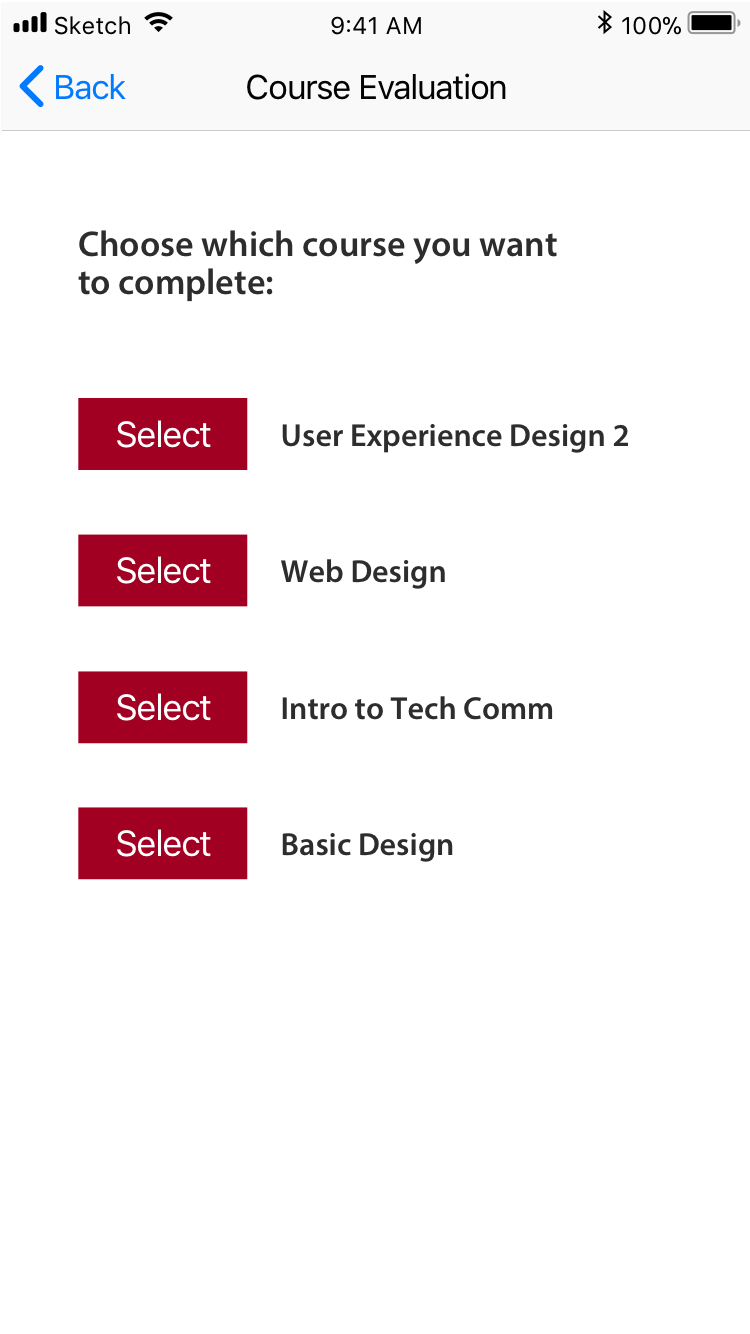 Sketch 9:41 AM 100%
Back Course Evaluation
Choose which course you want
to complete:
Select User Experience Design 2
Select Web Design
Select Intro to Tech Comm
Select Basic Design